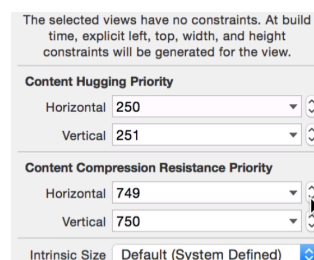 The selected views have no constraints. At build
time, explicit left, top, width, and height
constraints will be generated for the view.
Content Hugging Priority
Horizontal 250
Vertical 251
Content Compression Resistance Priority
Horizontal 749
Vertical 750
Intrinsic Size Default (System Defined)